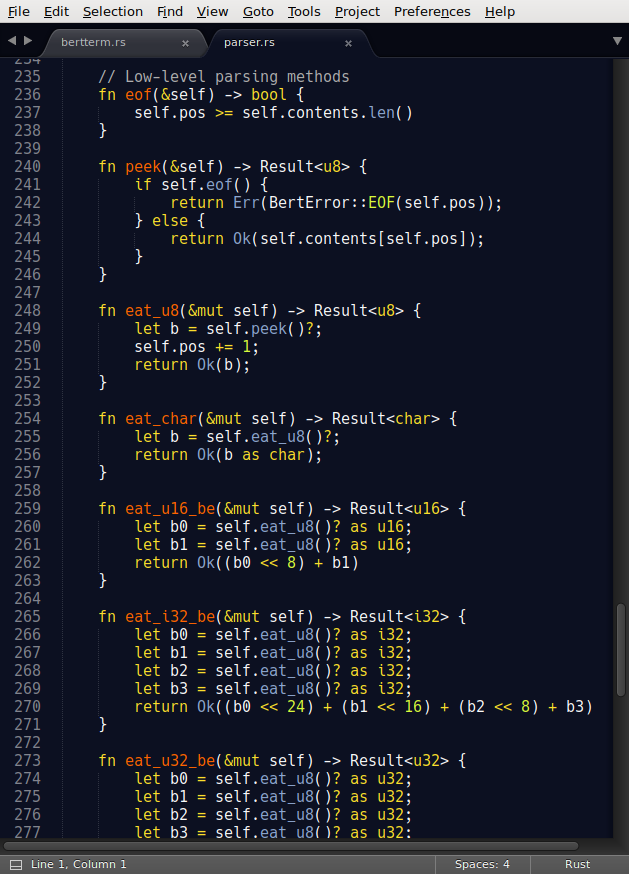 File Edit Selection Find View Goto Tools Project Preferences Help
bertterm.rs × parser.rs ×
234
235     // Low-level parsing methods
236     fn eof(&self) -> bool {
237         self.pos >= self.contents.len()
238     }
239
240     fn peek(&self) -> Result<u8> {
241         if self.eof() {
242             return Err(BertError::EOF(self.pos));
243         } else {
244             return Ok(self.contents[self.pos]);
245         }
246     }
247
248     fn eat_u8(&mut self) -> Result<u8> {
249         let b = self.peek()?;
250         self.pos += 1;
251         return Ok(b);
252     }
253
254     fn eat_char(&mut self) -> Result<char> {
255         let b = self.eat_u8()?;
256         return Ok(b as char);
257     }
258
259     fn eat_u16_be(&mut self) -> Result<u16> {
260         let b0 = self.eat_u8()? as u16;
261         let b1 = self.eat_u8()? as u16;
262         return Ok((b0 << 8) + b1)
263     }
264
265     fn eat_i32_be(&mut self) -> Result<i32> {
266         let b0 = self.eat_u8()? as i32;
267         let b1 = self.eat_u8()? as i32;
268         let b2 = self.eat_u8()? as i32;
269         let b3 = self.eat_u8()? as i32;
270         return Ok((b0 << 24) + (b1 << 16) + (b2 << 8) + b3)
271     }
272
273     fn eat_u32_be(&mut self) -> Result<u32> {
274         let b0 = self.eat_u8()? as u32;
275         let b1 = self.eat_u8()? as u32;
276         let b2 = self.eat_u8()? as u32;
277         let b3 = self.eat_u8()? as u32;
Line 1, Column 1 Spaces: 4 Rust